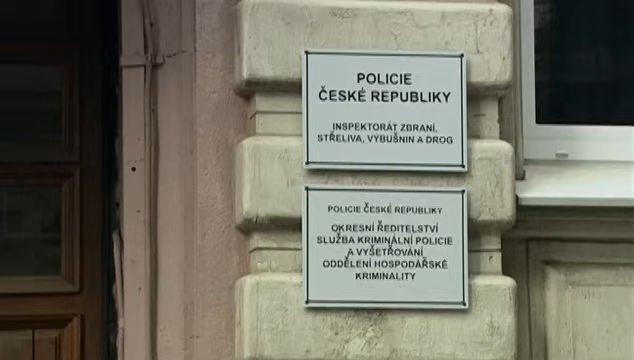 POLICIE
ČESKÉ REPUBLIKY
INSPEKTORÁT ZBRANÍ,
STŘELIVA, VÝBUŠNIN A DROG
POLICIE ČESKÉ REPUBLIKY
OKRESNÍ ŘEDITELSTVÍ
SLUŽBA KRIMINÁLNÍ POLICIE
A VYŠETŘOVÁNÍ
ODDĚLENÍ HOSPODÁŘSKÉ
KRIMINALITY